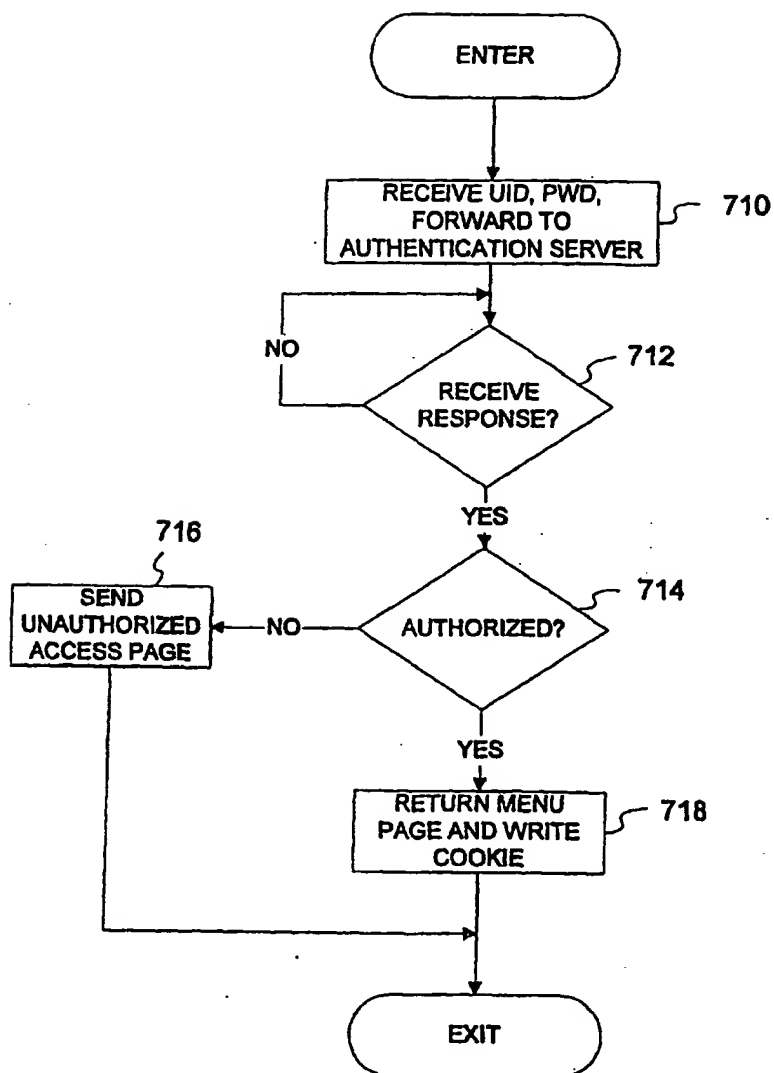 ENTER
RECEIVE UID, PWD,
FORWARD TO
AUTHENTICATION SERVER
710
NO
712
RECEIVE
RESPONSE?
YES
716
SEND
UNAUTHORIZED
ACCESS PAGE
NO
AUTHORIZED?
714
YES
RETURN MENU
PAGE AND WRITE
COOKIE
718
EXIT